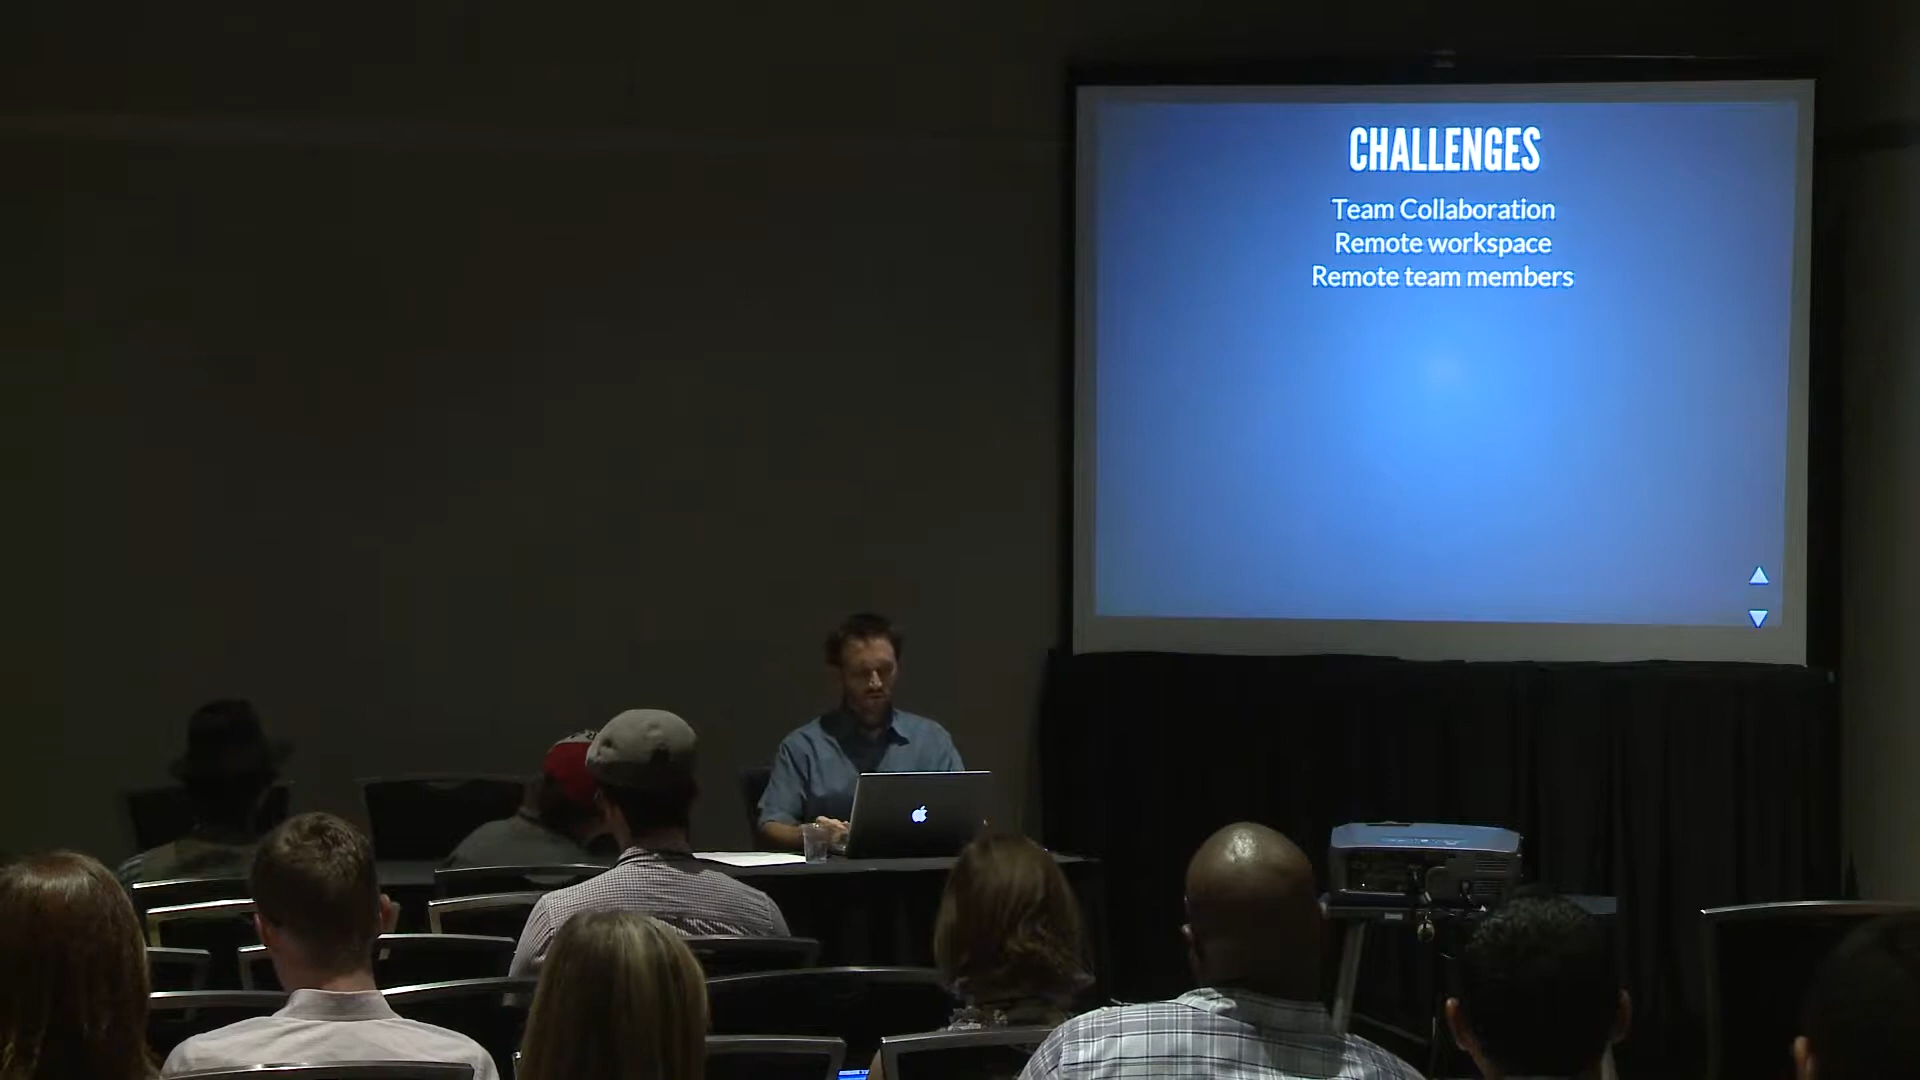 CHALLENGES
Team Collaboration
Remote workspace
Remote team members